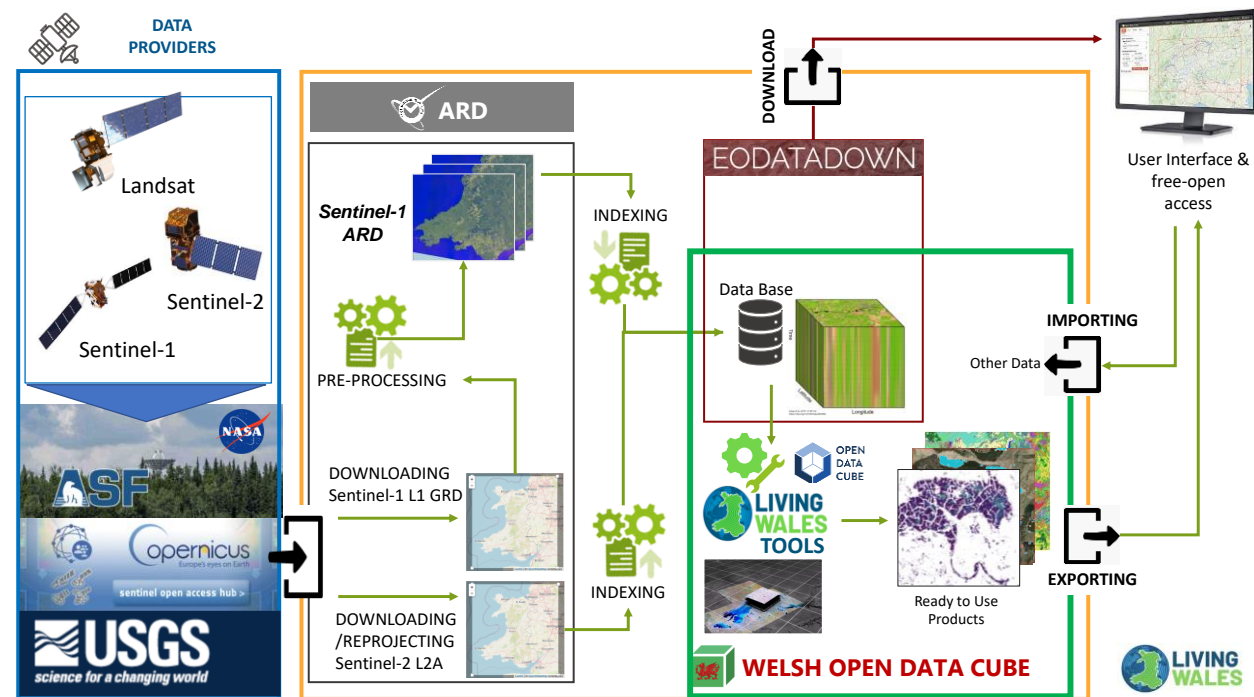 DATA
PROVIDERS
Landsat
Sentinel-2
Sentinel-1
NASA
ASF
opernicus
Europe's eyes on Earth
sentinel open access hub >
USGS
science for a changing world
ARD
Sentinel-1
ARD
PRE-PROCESSING
DOWNLOADING
Sentinel-1 L1 GRD
DOWNLOADING
/REPROJECTING
Sentinel-2 L2A
INDEXING
INDEXING
DOWNLOAD
EODATADOWN
Data Base
Time
Latitude
Longitude
OPEN
DATA
CUBE
LIVING
WALES
TOOLS
Ready to Use
Products
WELSH OPEN DATA CUBE
IMPORTING
Other Data
EXPORTING
User Interface &
free-open
access
LIVING
WALES